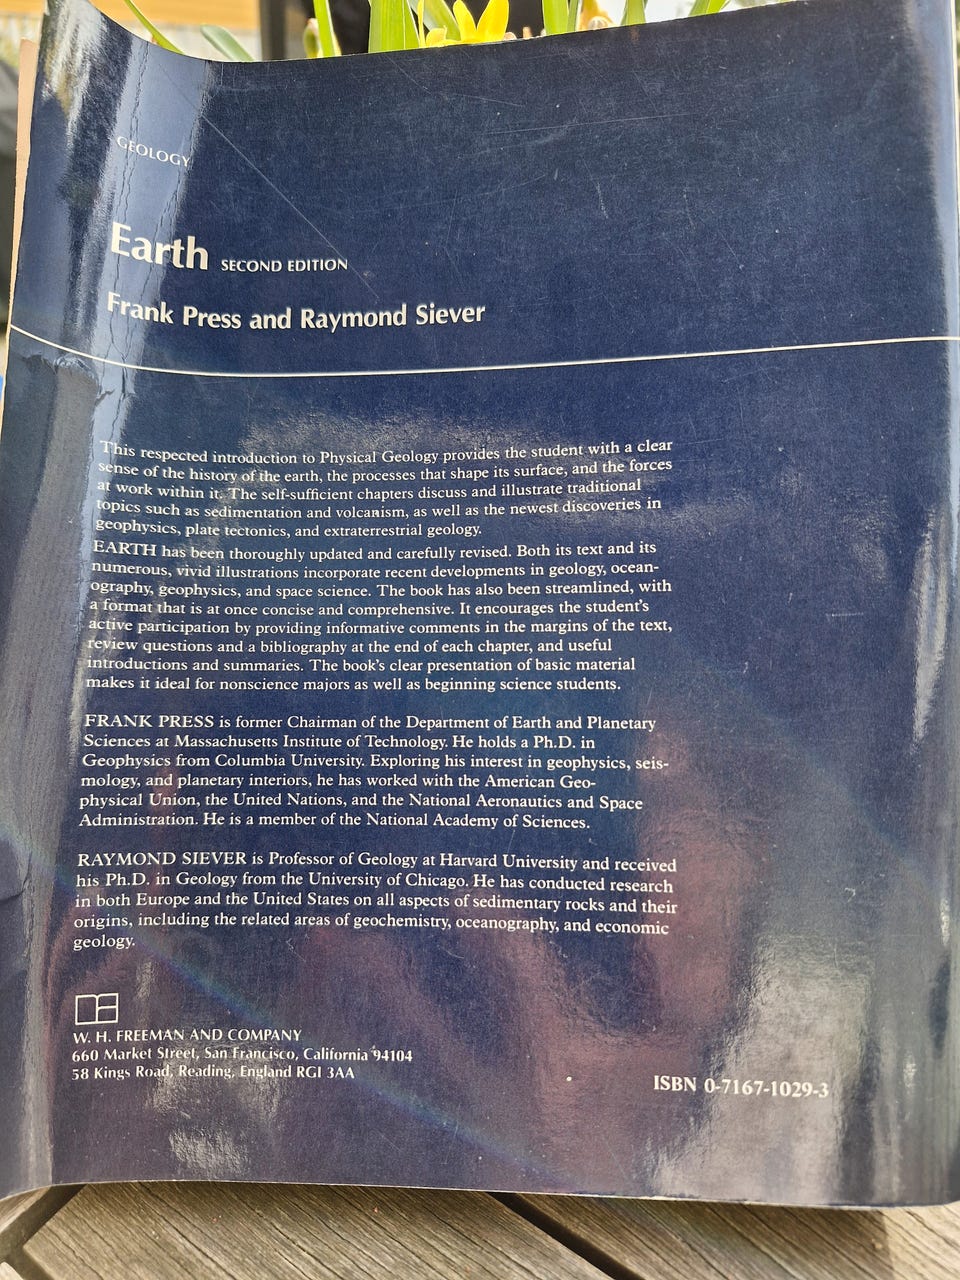 GEOLOGY
Earth SECOND EDITION
Frank Press and Raymond Siever
This respected introduction to Physical Geology provides the student with a clear
sense of the history of the earth, the processes that shape its surface, and the forces
at work within it. The self-sufficient chapters discuss and illustrate traditional
topics such as sedimentation and volcanism, as well as the newest discoveries in
geophysics, plate tectonics, and extraterrestrial geology.
EARTH has been thoroughly updated and carefully revised. Both its text and its
numerous, vivid illustrations incorporate recent developments in geology, ocean-
ography, geophysics, and space science. The book has also been streamlined, with
a format that is at once concise and comprehensive. It encourages the student's
active participation by providing informative comments in the margins of the text,
review questions and a bibliography at the end of each chapter, and useful
introductions and summaries. The book's clear presentation of basic material
makes it ideal for nonscience majors as well as beginning science students.
FRANK PRESS is former Chairman of the Department of Earth and Planetary
Sciences at Massachusetts Institute of Technology. He holds a Ph.D. in
Geophysics from Columbia University. Exploring his interest in geophysics, seis-
mology, and planetary interiors, he has worked with the American Geo-
physical Union, the United Nations, and the National Aeronautics and Space
Administration. He is a member of the National Academy of Sciences.
RAYMOND SIEVER is Professor of Geology at Harvard University and received
his Ph.D. in Geology from the University of Chicago. He has conducted research
in both Europe and the United States on all aspects of sedimentary rocks and their
origins, including the related areas of geochemistry, oceanography, and economic
geology.
W. H. FREEMAN AND COMPANY
660 Market Street, San Francisco, California 94104
58 Kings Road, Reading, England RG1 3AA
ISBN 0-7167-1029-3